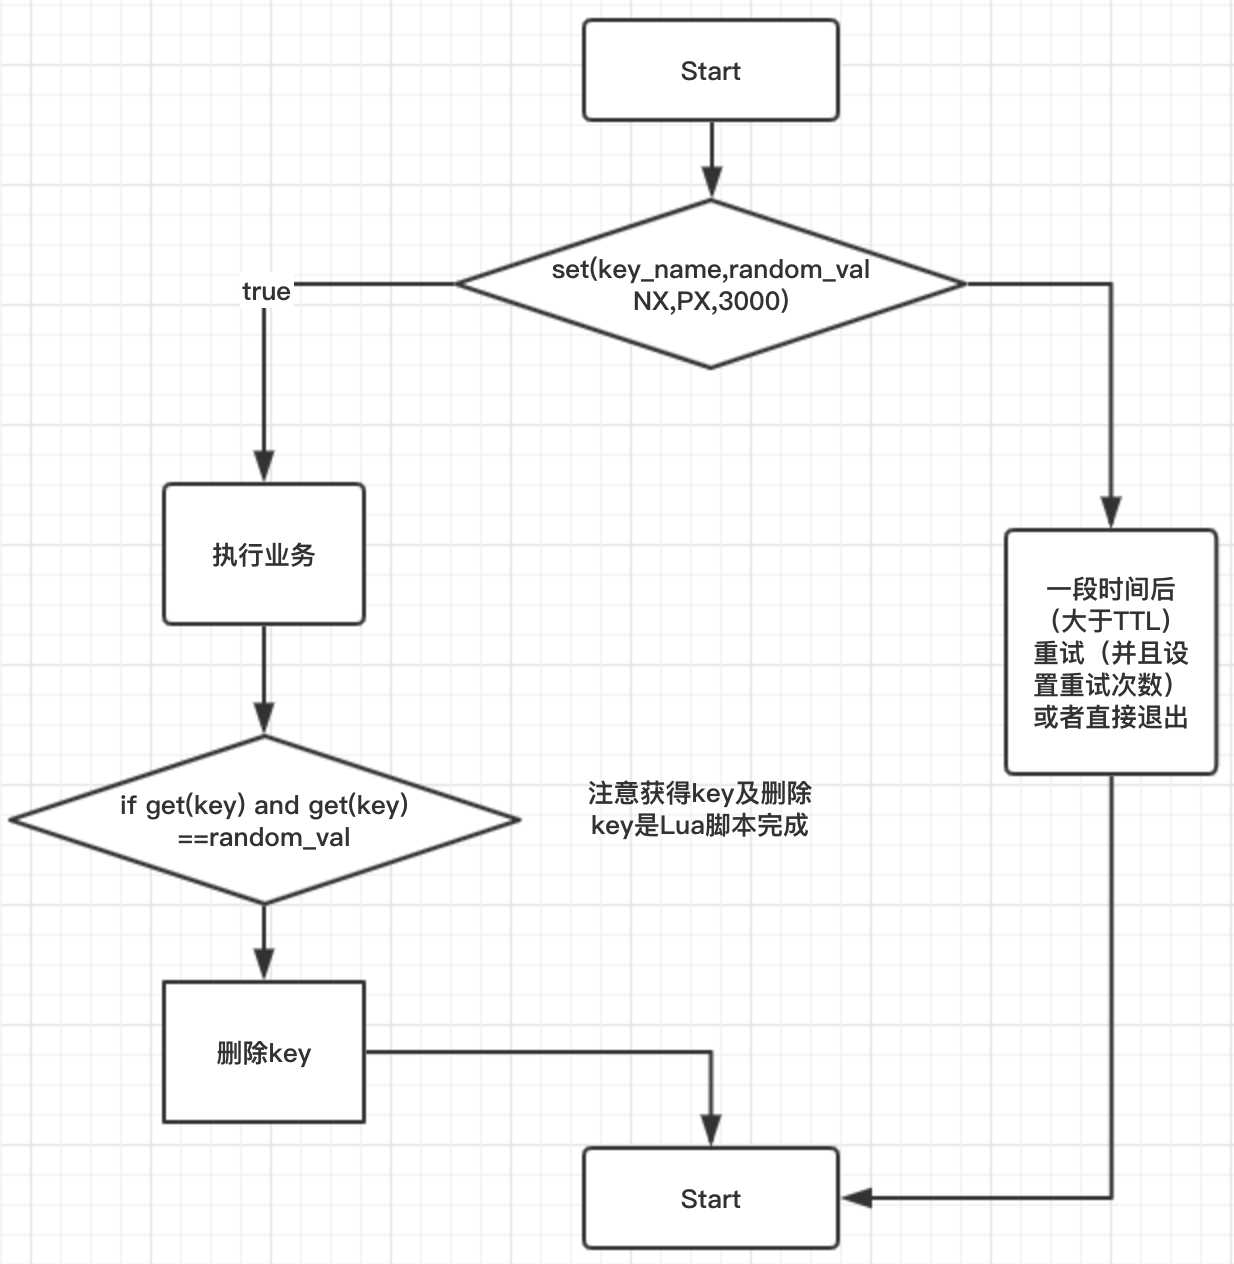 Start
set(key_name,random_val
NX,PX,3000)
true
执行业务
一段时间后
（大于TTL）
重试（并且设
置重试次数）
或者直接退出
if get(key) and get(key)
==random_val
注意获得key及删除
key是Lua脚本完成
删除key
Start